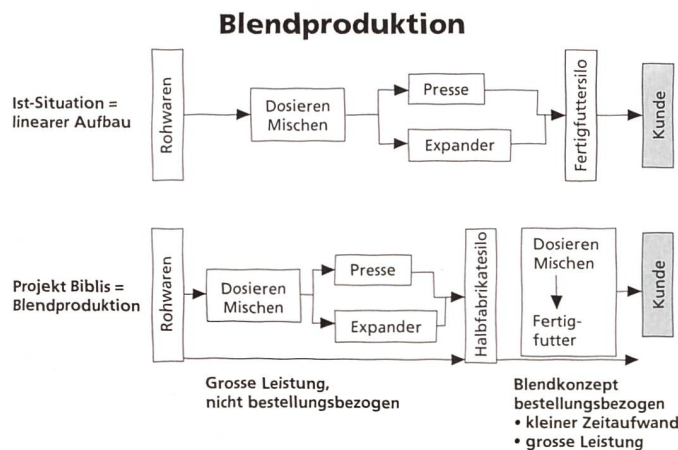 Blendproduktion
Ist-Situation =
linearer Aufbau
Rohwaren
Dosieren
Mischen
Presse
Expander
Fertigfuttersilo
Kunde
Projekt Biblis =
Blendproduktion
Rohwaren
Dosieren
Mischen
Presse
Expander
Halbfabrikatesilo
Dosieren
Mischen
Fertig-
futter
Kunde
Grosse Leistung,
nicht bestellungsbezogen
Blendkonzept
bestellungsbezogen
• kleiner Zeitaufwand
• grosse Leistung